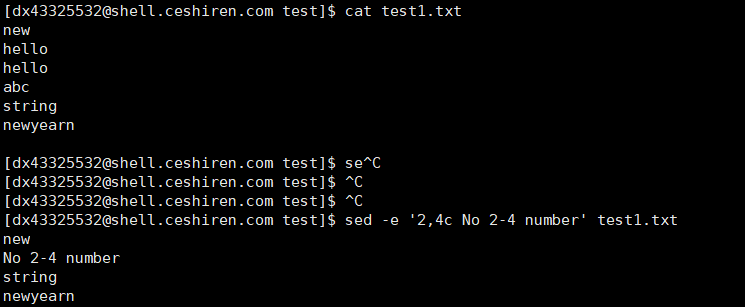 [dx43325532@shell.ceshiren.com test]$ cat test1.txt
new
hello
hello
abc
string
newyearn
[dx43325532@shell.ceshiren.com test]$ se^C
[dx43325532@shell.ceshiren.com test]$ ^C
[dx43325532@shell.ceshiren.com test]$ ^C
[dx43325532@shell.ceshiren.com test]$ sed -e '2,4c No 2-4 number' test1.txt
new
No 2-4 number
string
newyearn